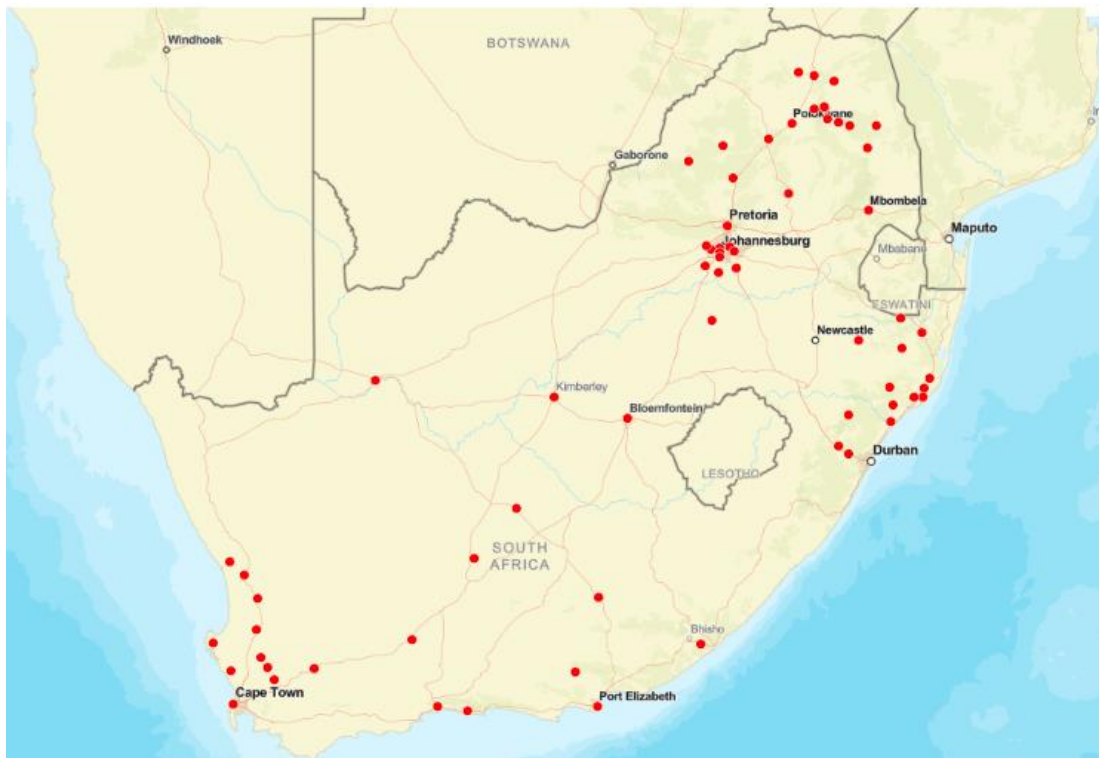 Windhoek
BOTSWANA
Polokwane
Gaborone
Mbombela
Pretoria
Maputo
Johannesburg
Mbabane
ESWATINI
Newcastle
Kimberley
Bloemfontein
Durban
LESOTHO
SOUTH
AFRICA
Bhisho
Cape Town
Port Elizabeth